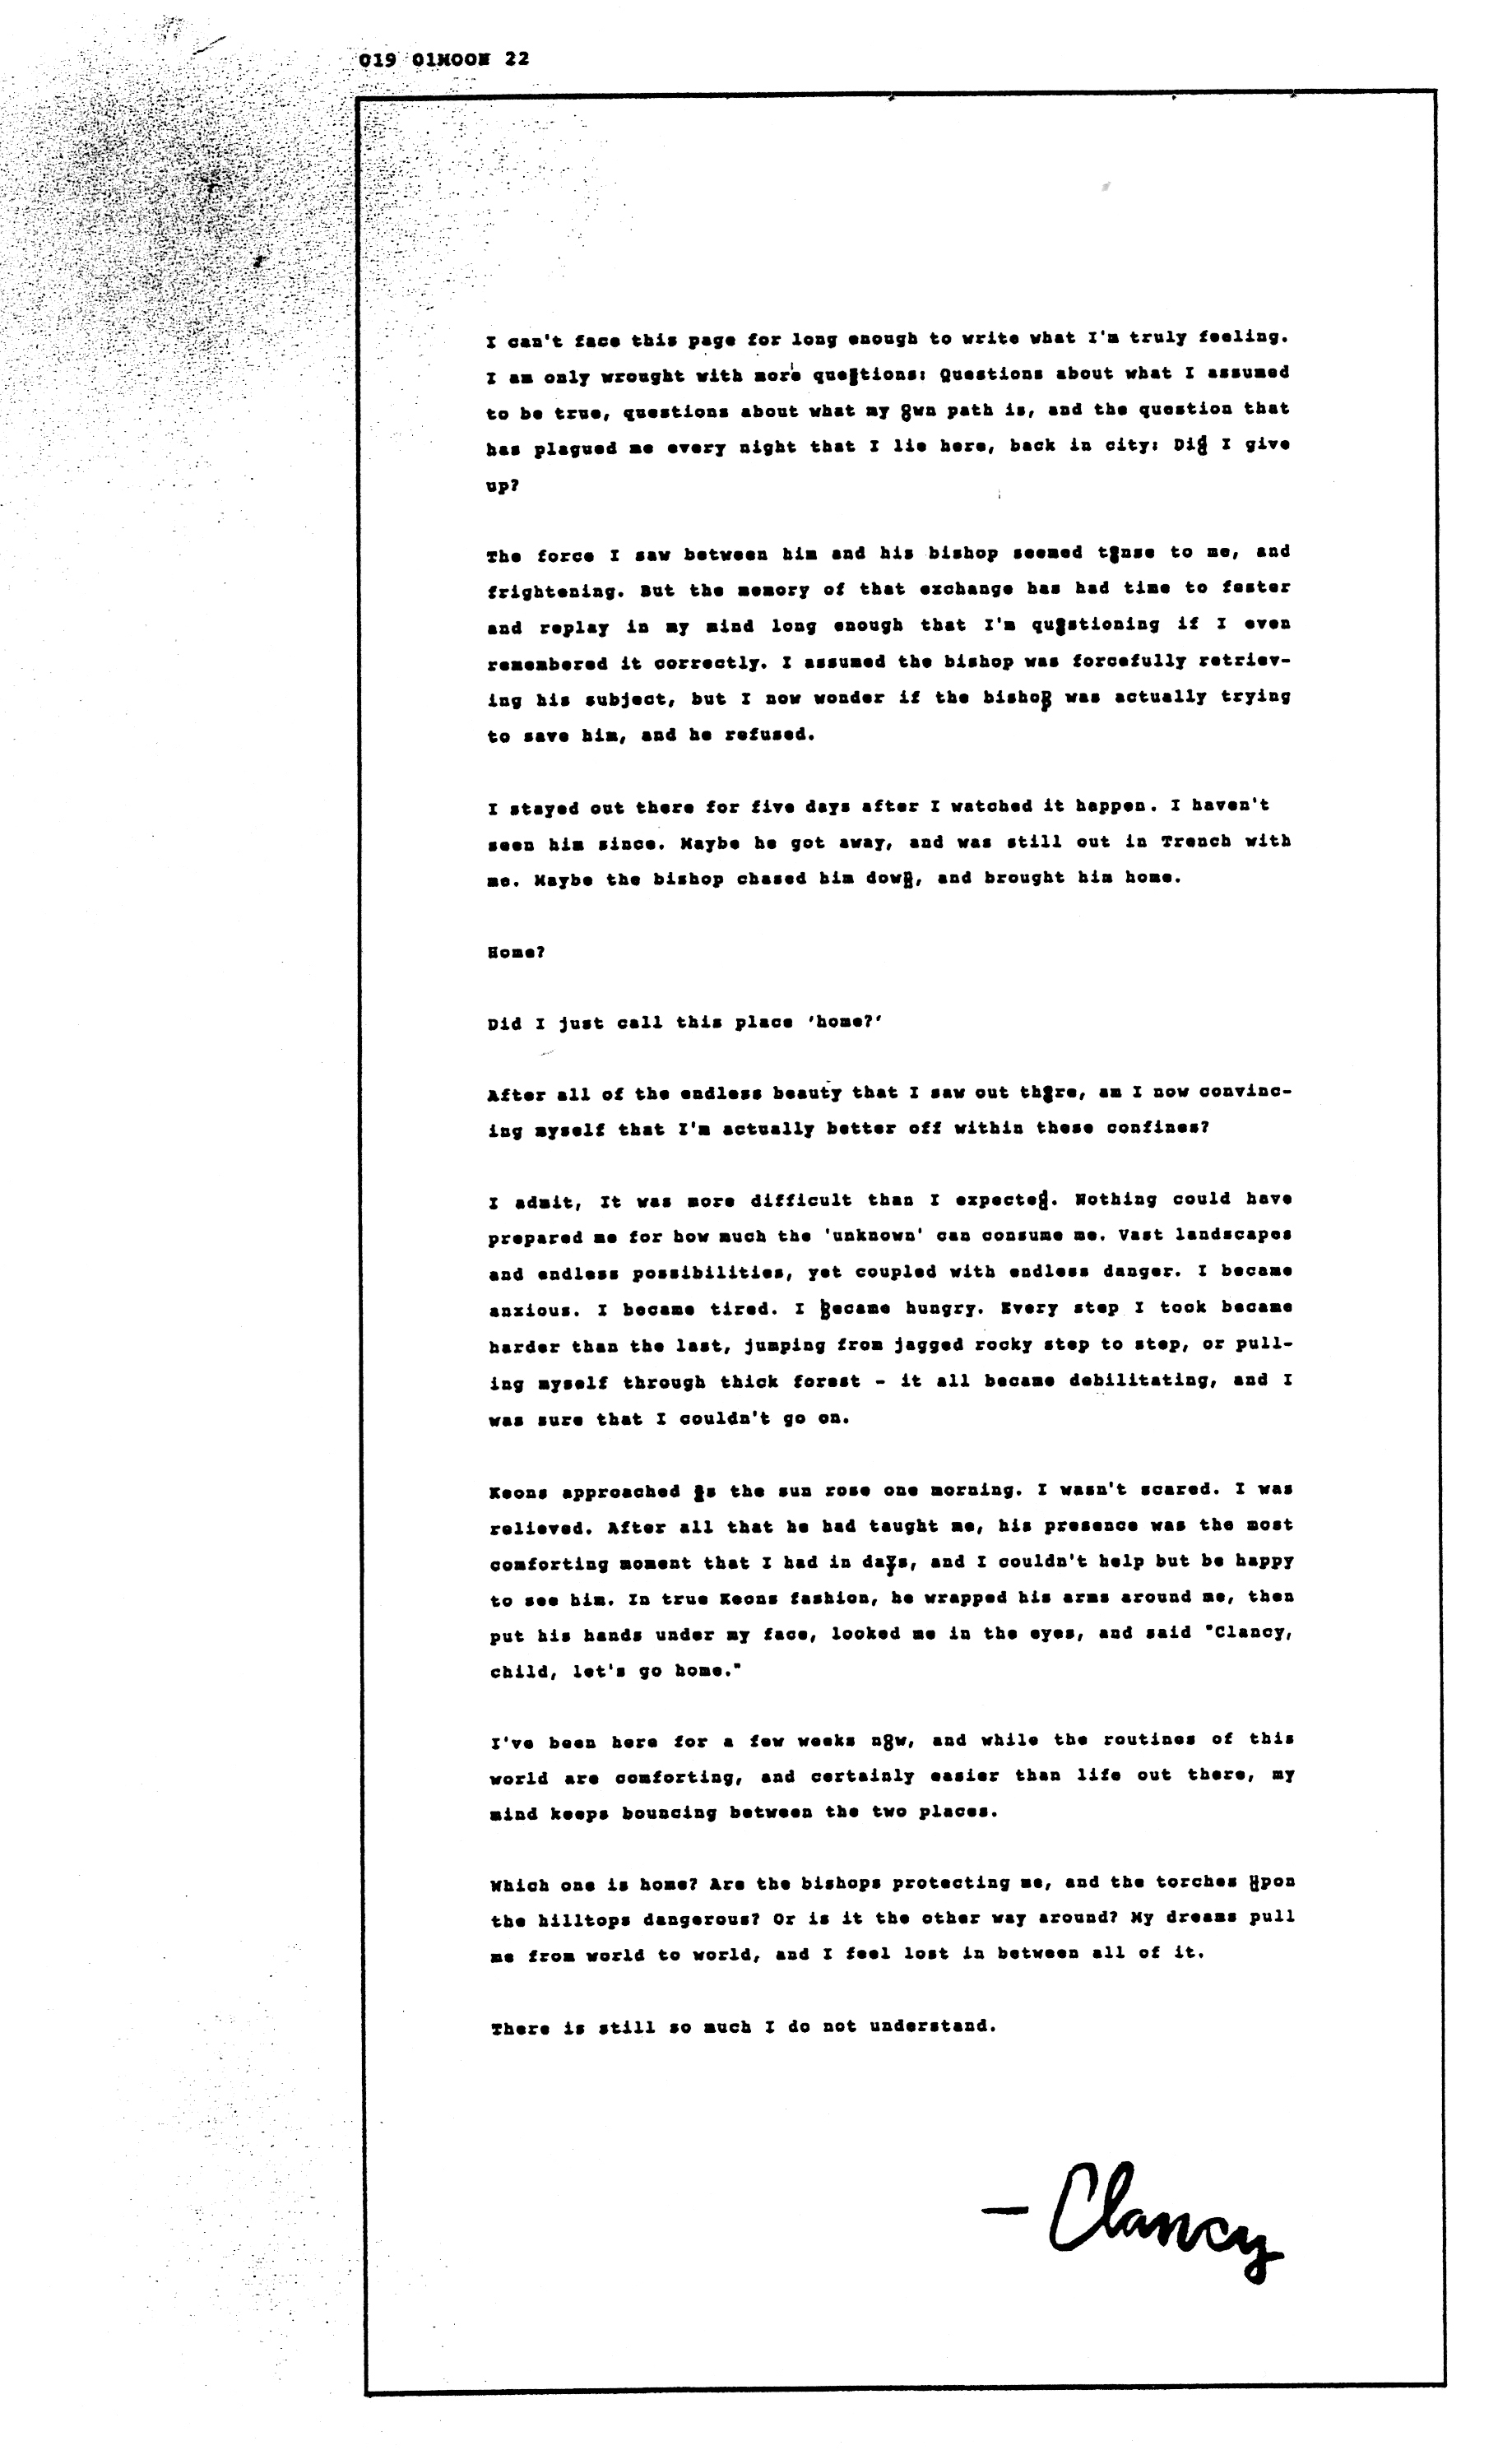 019 01MOON 22
I can't face this page for long enough to write what I'm truly feeling.
I am only wrought with more questions: Questions about what I assumed
to be true, questions about what my own path is, and the question that
has plagued me every night that I lie here, back in city: Did I give
up?
The force I saw between him and his bishop seemed tense to me, and
frightening. But the memory of that exchange has had time to fester
and replay in my mind long enough that I'm questioning if I even
remembered it correctly. I assumed the bishop was forcefully retriev-
ing his subject, but I now wonder if the bishop was actually trying
to save him, and he refused.
I stayed out there for five days after I watched it happen. I haven't
seen him since. Maybe he got away, and was still out in Trench with
me. Maybe the bishop chased him down, and brought him home.
Home?
Did I just call this place 'home?'
After all of the endless beauty that I saw out there, am I now convinc-
ing myself that I'm actually better off within these confines?
I admit, It was more difficult than I expected. Nothing could have
prepared me for how much the 'unknown' can consume me. Vast landscapes
and endless possibilities, yet coupled with endless danger. I became
anxious. I became tired. I became hungry. Every step I took became
harder than the last, jumping from jagged rocky step to step, or pull-
ing myself through thick forest - it all became debilitating, and I
was sure that I couldn't go on.
Keons approached as the sun rose one morning. I wasn't scared. I was
relieved. After all that he had taught me, his presence was the most
comforting moment that I had in days, and I couldn't help but be happy
to see him. In true Keons fashion, he wrapped his arms around me, then
put his hands under my face, looked me in the eyes, and said "Clancy,
child, let's go home."
I've been here for a few weeks now, and while the routines of this
world are comforting, and certainly easier than life out there, my
mind keeps bouncing between the two places.
Which one is home? Are the bishops protecting me, and the torches upon
the hilltops dangerous? Or is it the other way around? My dreams pull
me from world to world, and I feel lost in between all of it.
There is still so much I do not understand.
- Clancy